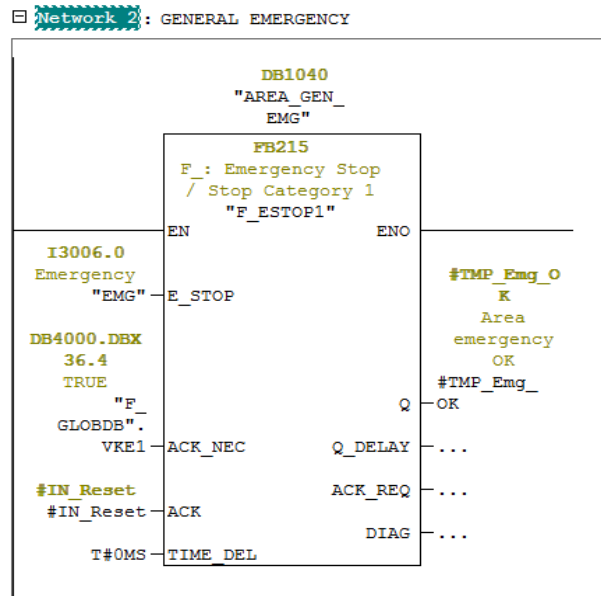 Network 2: GENERAL EMERGENCY
DB1040
"AREA_GEN_
EMG"
FB215
F_: Emergency Stop
/ Stop Category 1
"F_ESTOP1"
EN
ENO
I3006.0
Emergency
"EMG"
E_STOP
#TMP_Emg_O
K
Area
emergency
OK
#TMP_Emg_
OK
Q
DB4000.DBX
36.4
TRUE
"F_
GLOBDB".
VKE1
ACK_NEC
Q_DELAY
...
#IN_Reset
#IN_Reset
ACK
ACK_REQ
...
DIAG
...
T#0MS
TIME_DEL